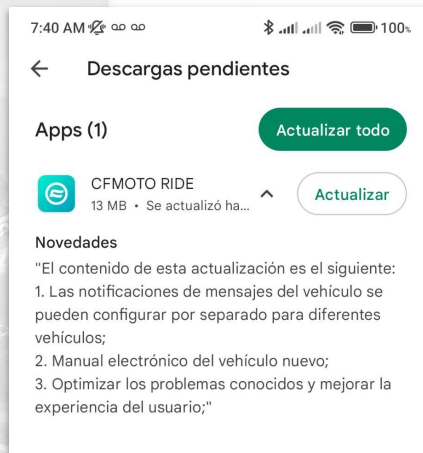 7:40 AM 100%
Descargas pendientes
Apps (1)
Actualizar todo
CFMOTO RIDE
13 MB • Se actualizó ha...
Actualizar
Novedades
"El contenido de esta actualización es el siguiente:
1. Las notificaciones de mensajes del vehículo se
pueden configurar por separado para diferentes
vehículos;
2. Manual electrónico del vehículo nuevo;
3. Optimizar los problemas conocidos y mejorar la
experiencia del usuario;"